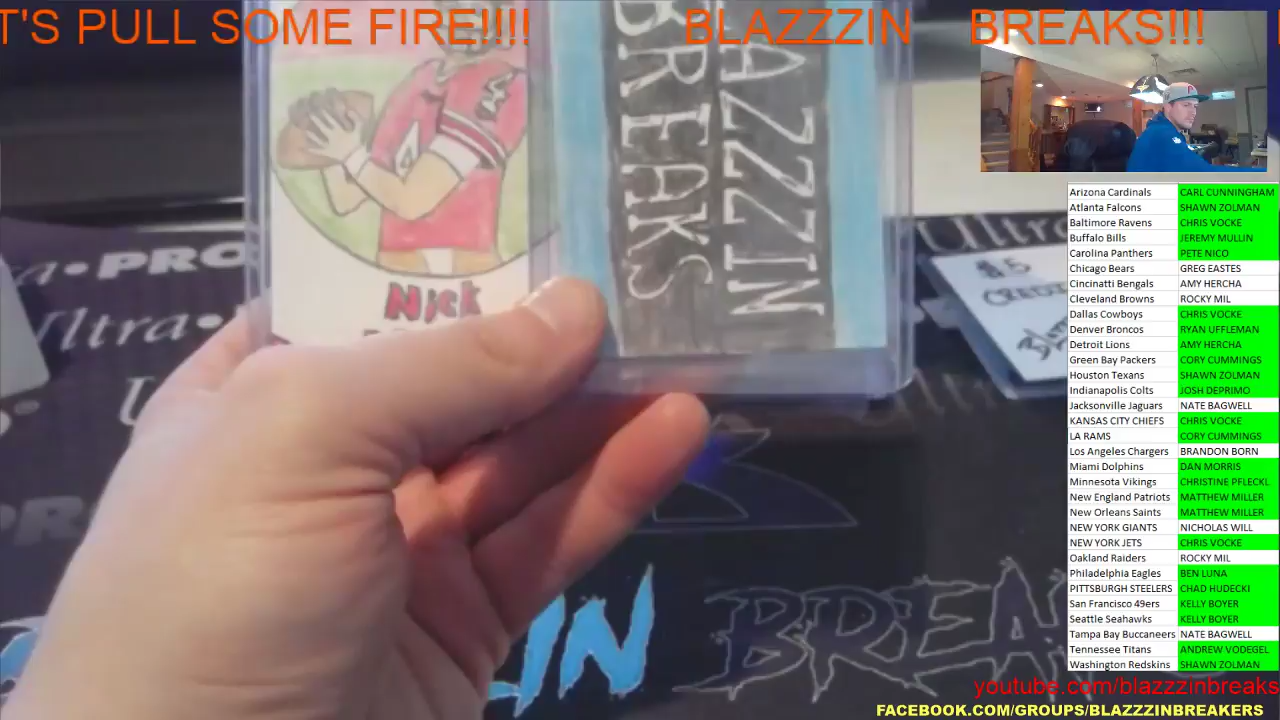 T'S PULL SOME FIRE!!!! BLAZZZIN BREAKS!!!
AZZZIN
BREAKS
Nick
PRO
ltra
Arizona Cardinals CARL CUNNINGHAM
Atlanta Falcons SHAWN ZOLMAN
Baltimore Ravens CHRIS VOCKE
Buffalo Bills JEREMY MULLIN
Carolina Panthers PETE NICO
Chicago Bears GREG EASTES
Cincinatti Bengals AMY HERCHA
Cleveland Browns ROCKY MIL
Dallas Cowboys CHRIS VOCKE
Denver Broncos RYAN UFFLEMAN
Detroit Lions AMY HERCHA
Green Bay Packers CORY CUMMINGS
Houston Texans SHAWN ZOLMAN
Indianapolis Colts JOSH DEPRIMO
Jacksonville Jaguars NATE BAGWELL
KANSAS CITY CHIEFS CHRIS VOCKE
LA RAMS CORY CUMMINGS
Los Angeles Chargers BRANDON BORN
Miami Dolphins DAN MORRIS
Minnesota Vikings CHRISTINE PFLECKL
New England Patriots MATTHEW MILLER
New Orleans Saints MATTHEW MILLER
NEW YORK GIANTS NICHOLAS WILL
NEW YORK JETS CHRIS VOCKE
Oakland Raiders ROCKY MIL
Philadelphia Eagles BEN LUNA
PITTSBURGH STEELERS CHAD HUDECKI
San Francisco 49ers KELLY BOYER
Seattle Seahawks KELLY BOYER
Tampa Bay Buccaneers NATE BAGWELL
Tennessee Titans ANDREW VODEGEL
Washington Redskins SHAWN ZOLMAN
IN BREA
youtube.com/blazzzinbreaks
FACEBOOK.COM/GROUPS/BLAZZZINBREAKERS